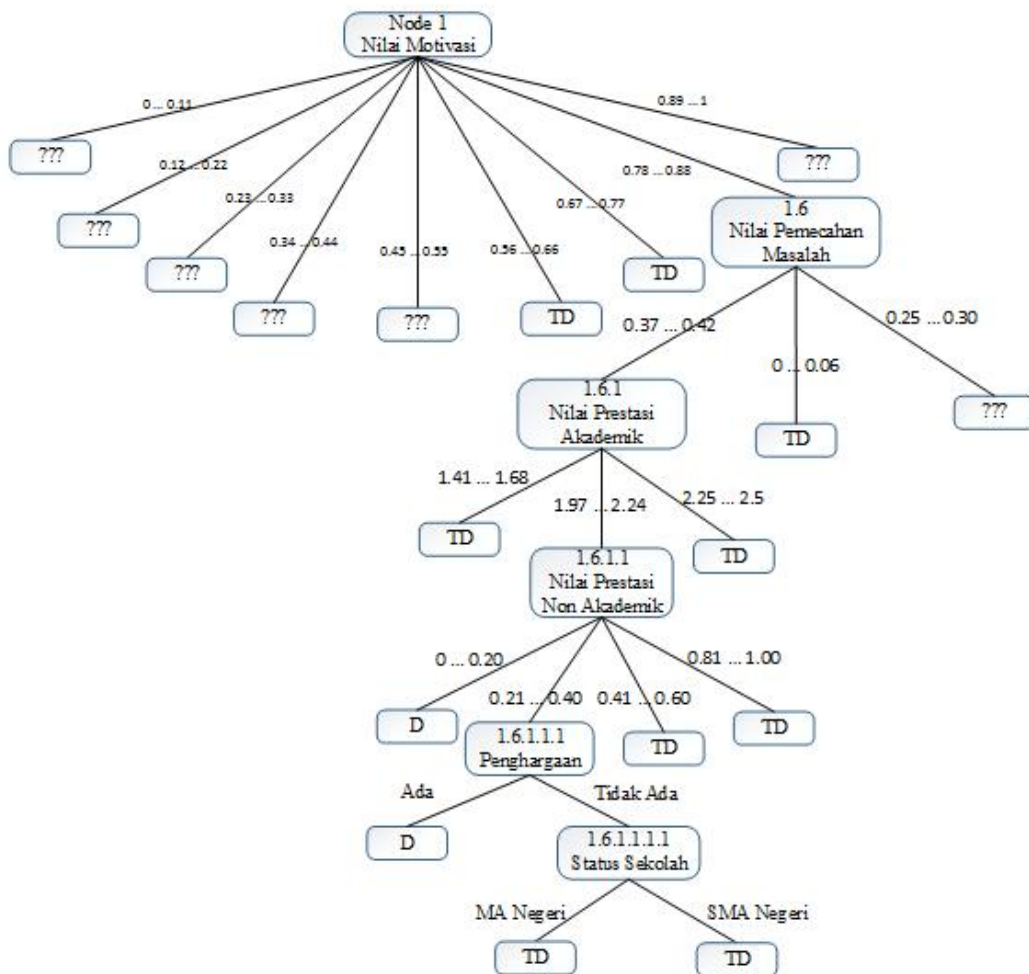 Node 1
Nilai Motivasi
0 ... 0.11
0.89 ... 1
???
0.12 ... 0.22
0.78 ... 0.88
???
0.23 ... 0.33
0.67 ... 0.77
1.6
Nilai Pemecahan
Masalah
???
0.34 ... 0.44
0.45 ... 0.55
0.56 ... 0.66
???
TD
???
???
TD
0.37 ... 0.42
0.25 ... 0.30
0 ... 0.06
1.6.1
Nilai Prestasi
Akademik
???
TD
1.41 ... 1.68
1.97 ... 2.24
2.25 ... 2.5
TD
TD
1.6.1.1
Nilai Prestasi
Non Akademik
0 ... 0.20
0.21 ... 0.40
0.41 ... 0.60
0.81 ... 1.00
D
1.6.1.1.1
Penghargaan
TD
TD
Ada
Tidak Ada
D
1.6.1.1.1.1
Status Sekolah
MA Negeri
SMA Negeri
TD
TD